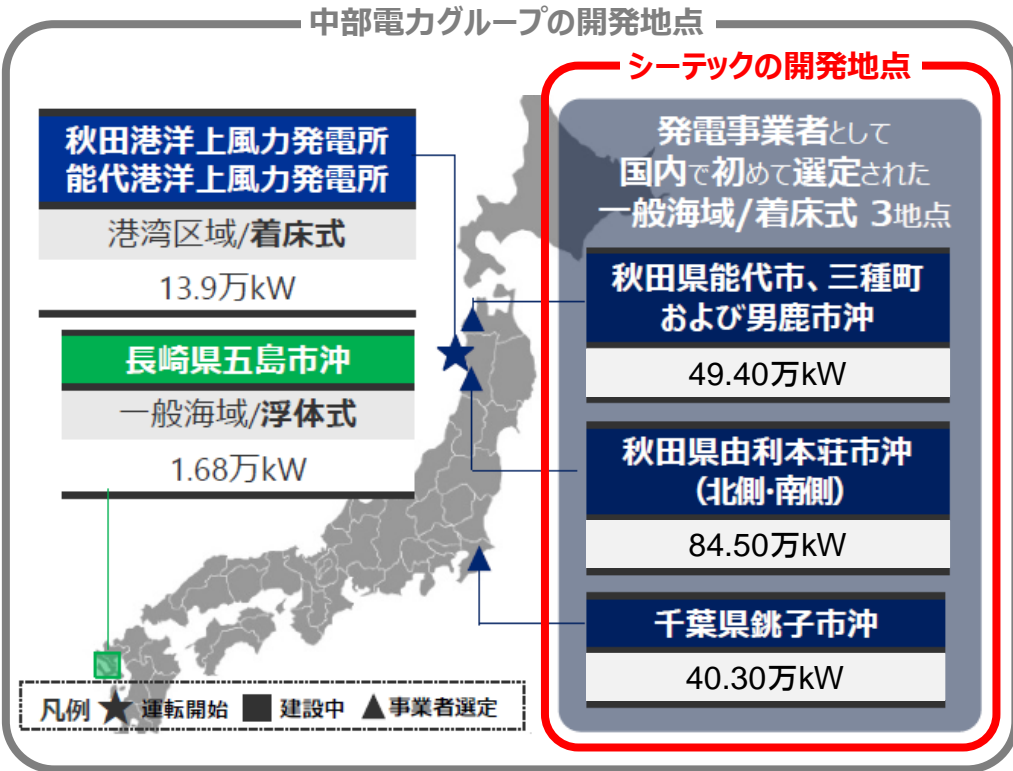 中部電力グループの開発地点
シーテックの開発地点
秋田港洋上風力発電所
能代港洋上風力発電所
港湾区域/着床式
13.9万kW
長崎県五島市沖
一般海域/浮体式
1.68万kW
発電事業者として
国内で初めて選定された
一般海域/着床式 3地点
秋田県能代市、三種町
および男鹿市沖
49.40万kW
秋田県由利本荘市沖
(北側・南側)
84.50万kW
千葉県銚子市沖
40.30万kW
凡例 ★ 運転開始 ■ 建設中 ▲事業者選定